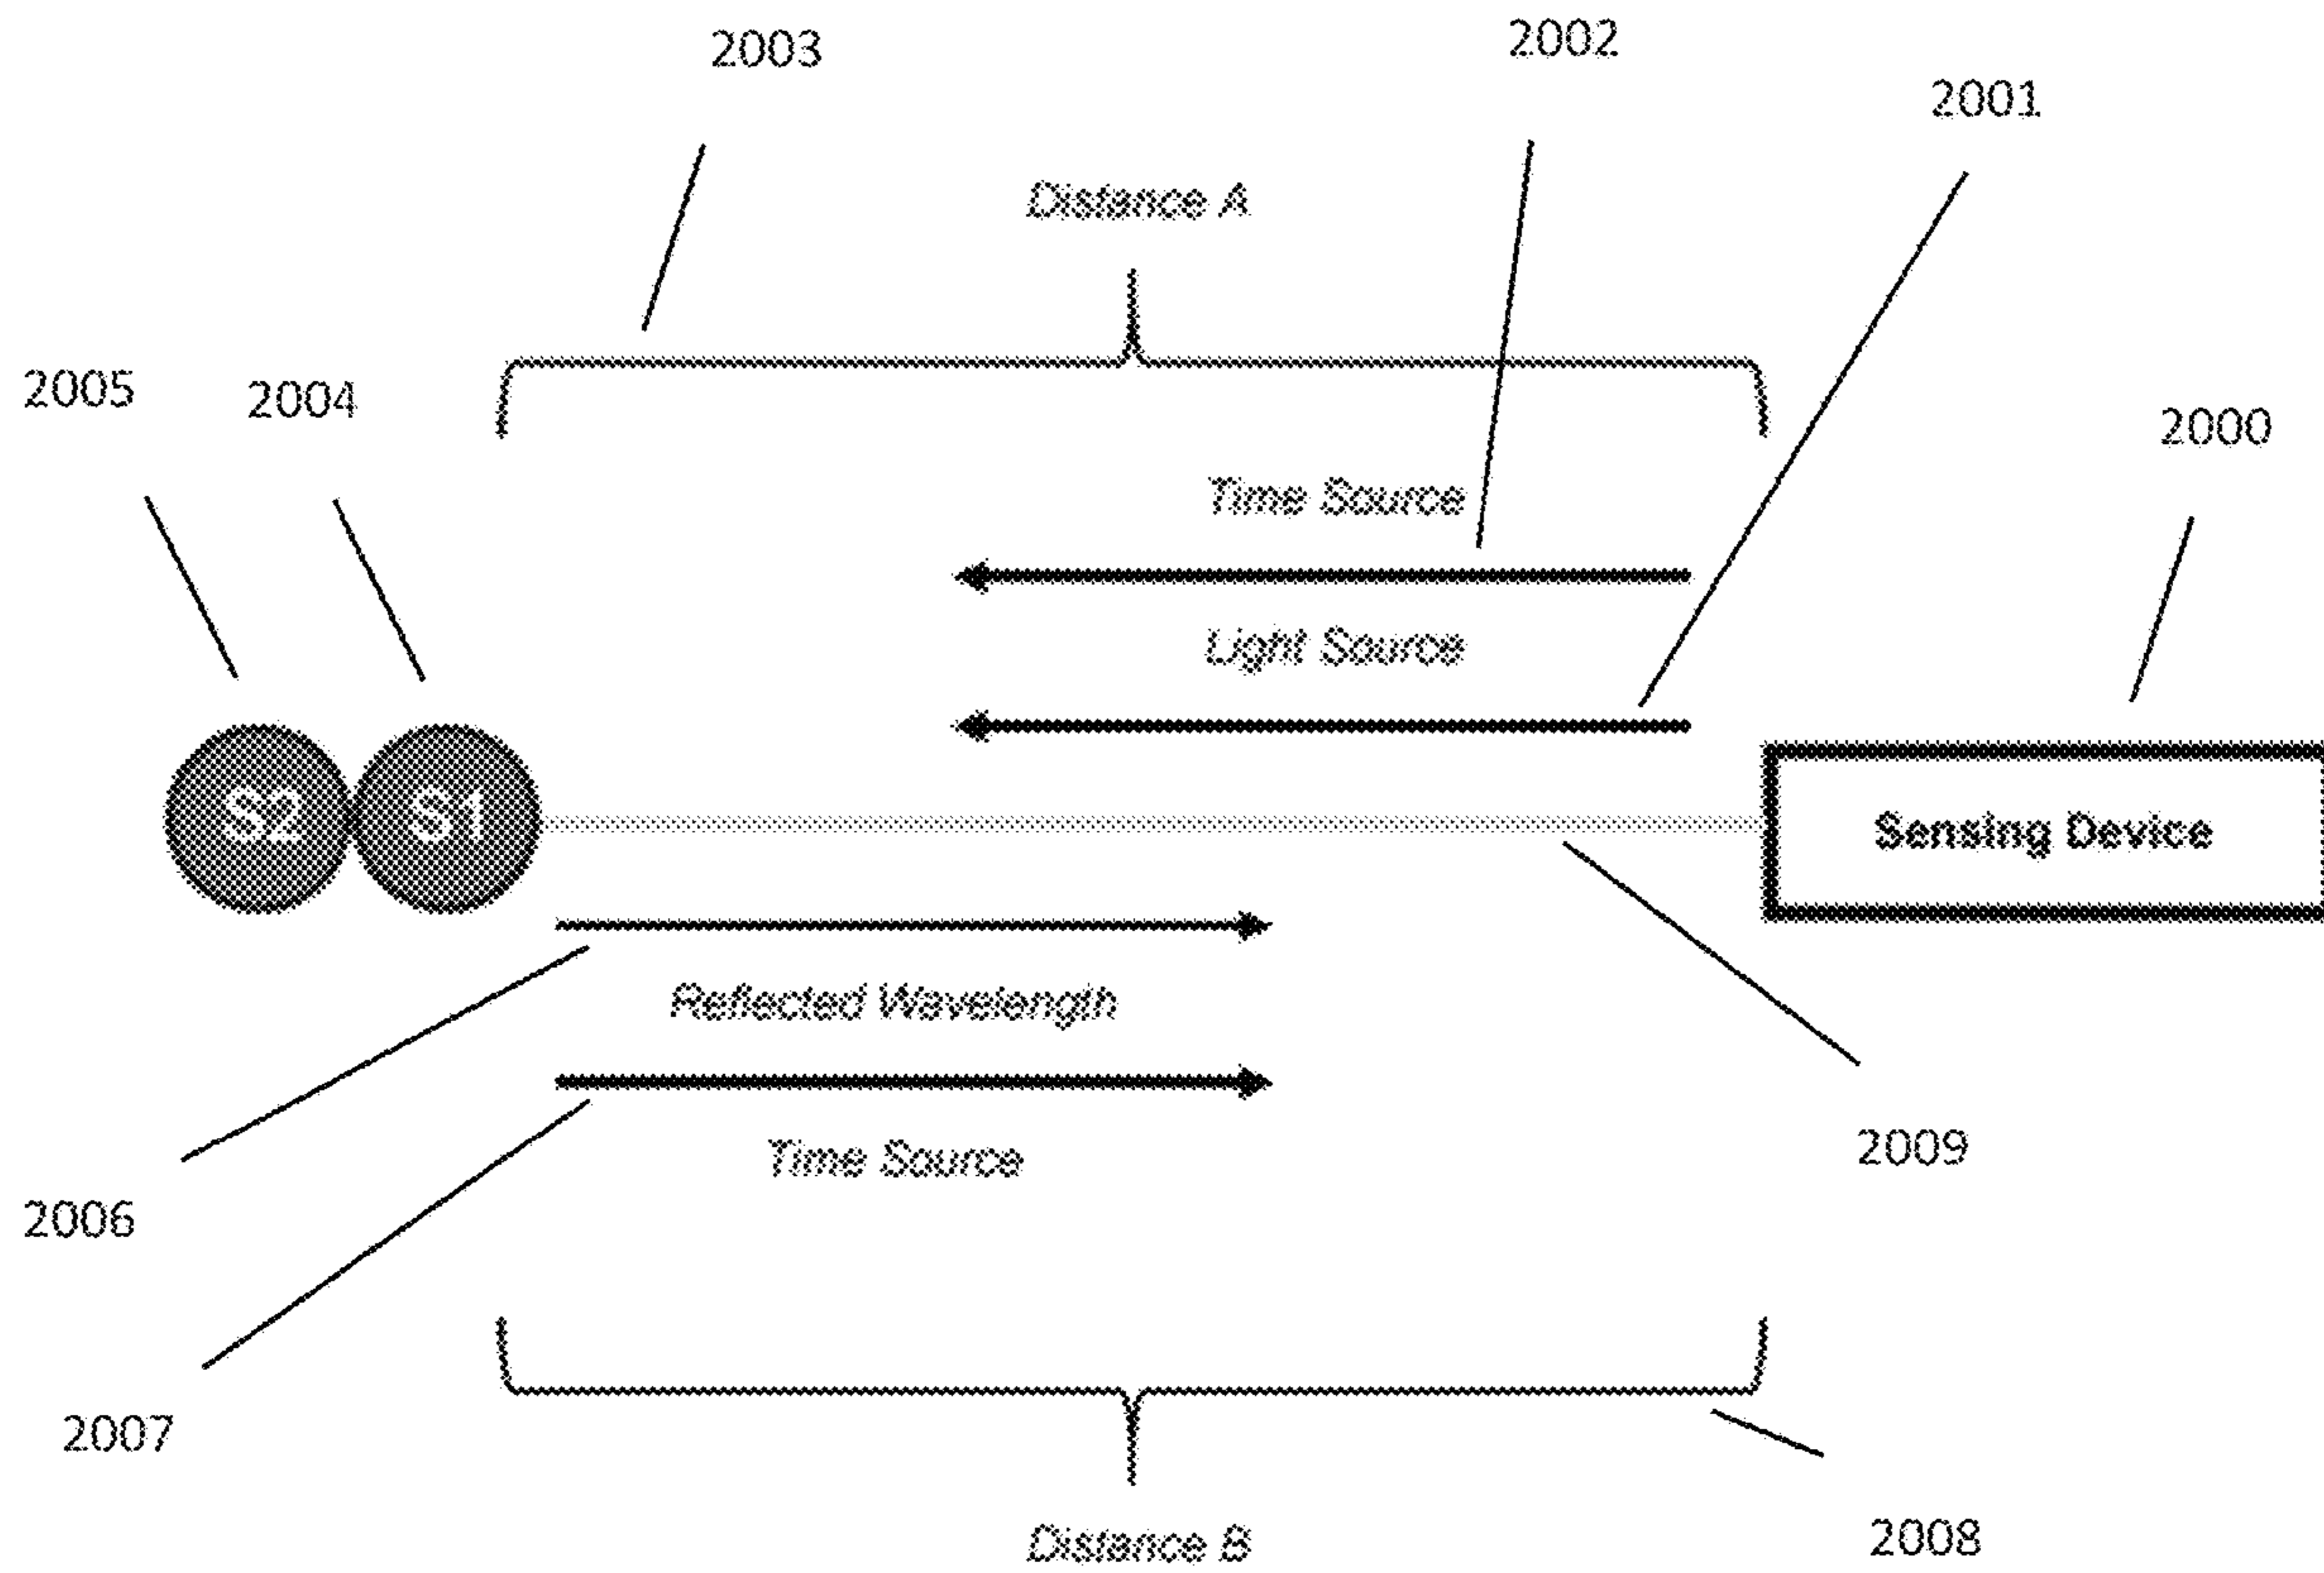 2003
2002
2001
Distance A
2005
2004
2000
Time Source
Light Source
S2
S1
Sensing Device
Reflected Wavelength
2009
Time Source
2006
2007
2008
Distance B